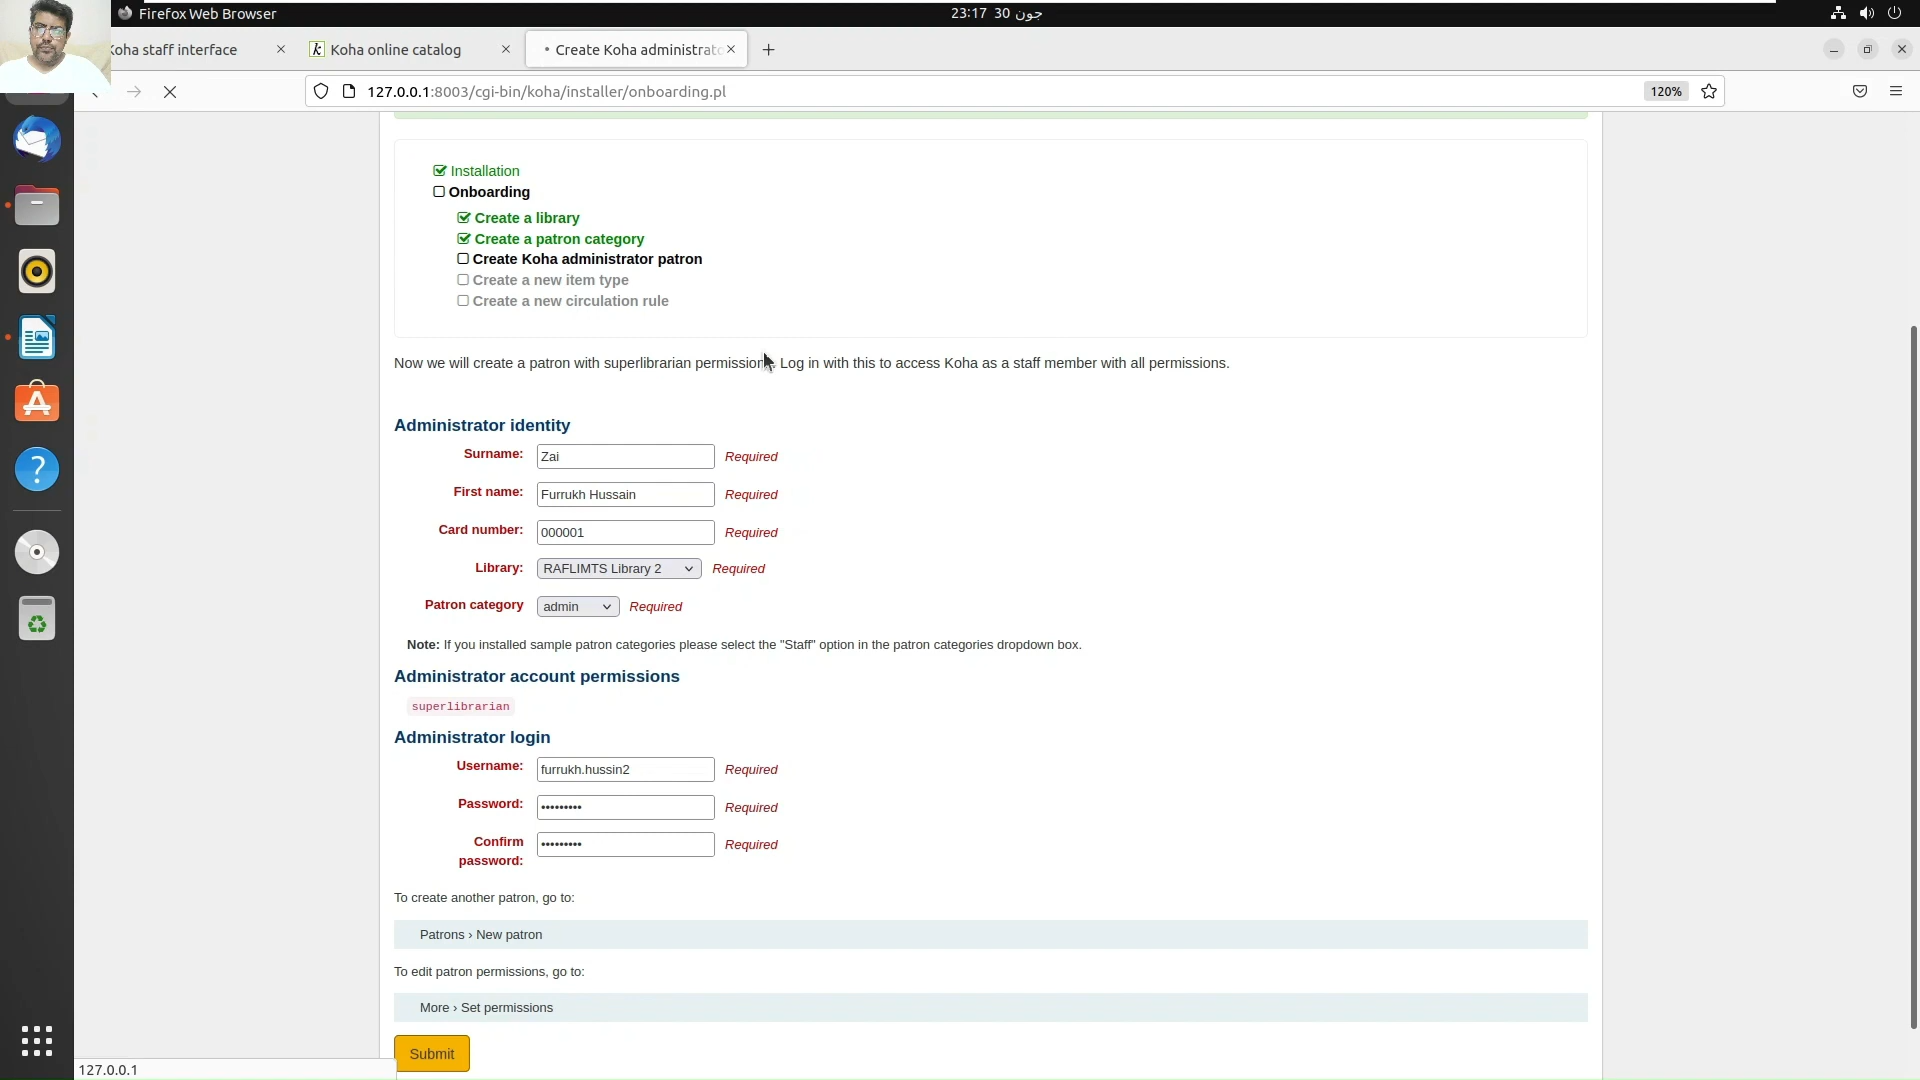 Firefox Web Browser
23:17 30 جون
Koha staff interface
Koha online catalog
Create Koha administrato
127.0.0.1:8003/cgi-bin/koha/installer/onboarding.pl
120%
Installation
Onboarding
Create a library
Create a patron category
Create Koha administrator patron
Create a new item type
Create a new circulation rule
Now we will create a patron with superlibrarian permission Log in with this to access Koha as a staff member with all permissions.
Administrator identity
Surname: Zai Required
First name: Furrukh Hussain Required
Card number: 000001 Required
Library: RAFLIMTS Library 2 Required
Patron category admin Required
Note: If you installed sample patron categories please select the "Staff" option in the patron categories dropdown box.
Administrator account permissions
superlibrarian
Administrator login
Username: furrukh.hussin2 Required
Password: ••••••••• Required
Confirm password: ••••••••• Required
To create another patron, go to:
Patrons › New patron
To edit patron permissions, go to:
More › Set permissions
Submit
127.0.0.1